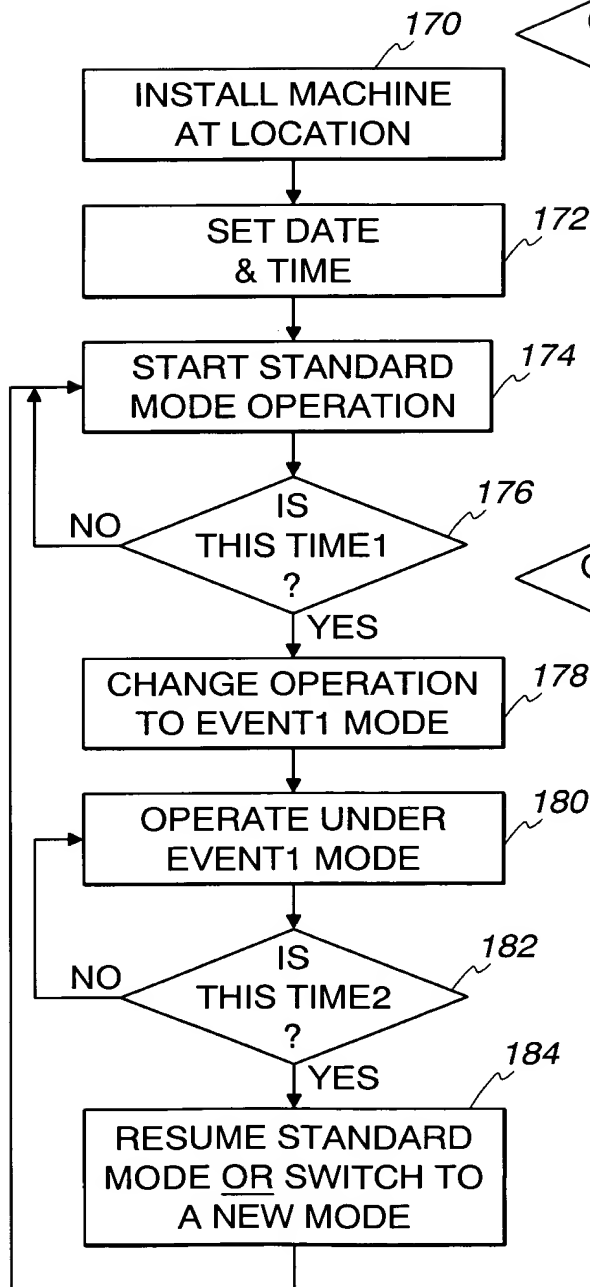 170
INSTALL MACHINE
AT LOCATION
172
SET DATE
& TIME
174
START STANDARD
MODE OPERATION
176
IS
THIS TIME1
?
NO
YES
178
CHANGE OPERATION
TO EVENT1 MODE
180
OPERATE UNDER
EVENT1 MODE
182
IS
THIS TIME2
?
NO
YES
184
RESUME STANDARD
MODE OR SWITCH TO
A NEW MODE